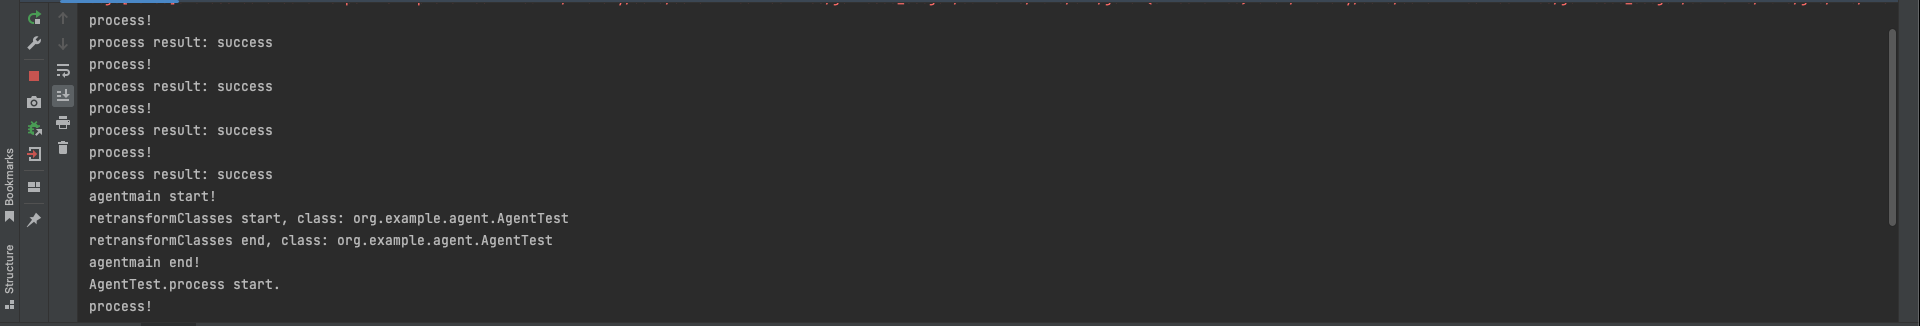 process!
process result: success
process!
process result: success
process!
process result: success
process!
process result: success
agentmain start!
retransformClasses start, class: org.example.agent.AgentTest
retransformClasses end, class: org.example.agent.AgentTest
agentmain end!
AgentTest.process start.
process!
Bookmarks
Structure